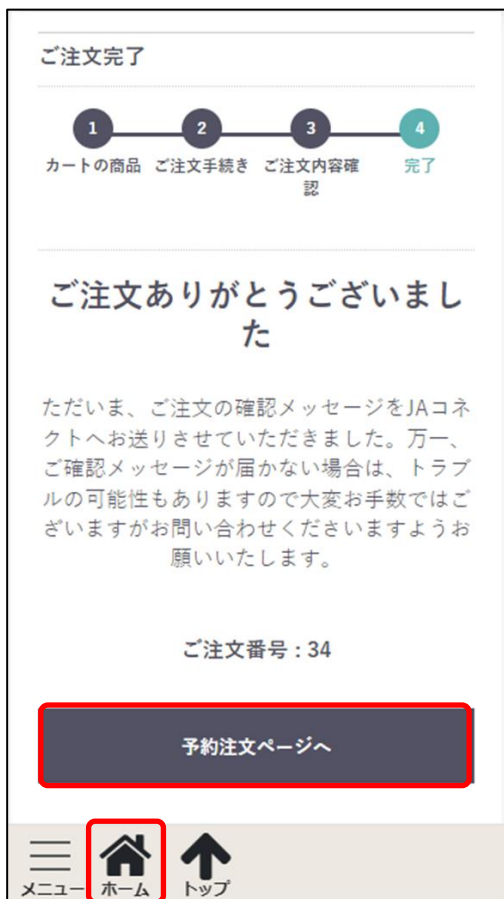 ご注文完了
1 2 3 4
カートの商品 ご注文手続き ご注文内容確 完了
認
ご注文ありがとうございまし
た
ただいま、ご注文の確認メッセージをJAコネ
クトへお送りさせていただきました。万一、
ご確認メッセージが届かない場合は、トラブ
ルの可能性もありますので大変お手数ではご
ざいますがお問い合わせくださいますようお
願いいたします。
ご注文番号 : 34
予約注文ページへ
メニュー ホーム トップ